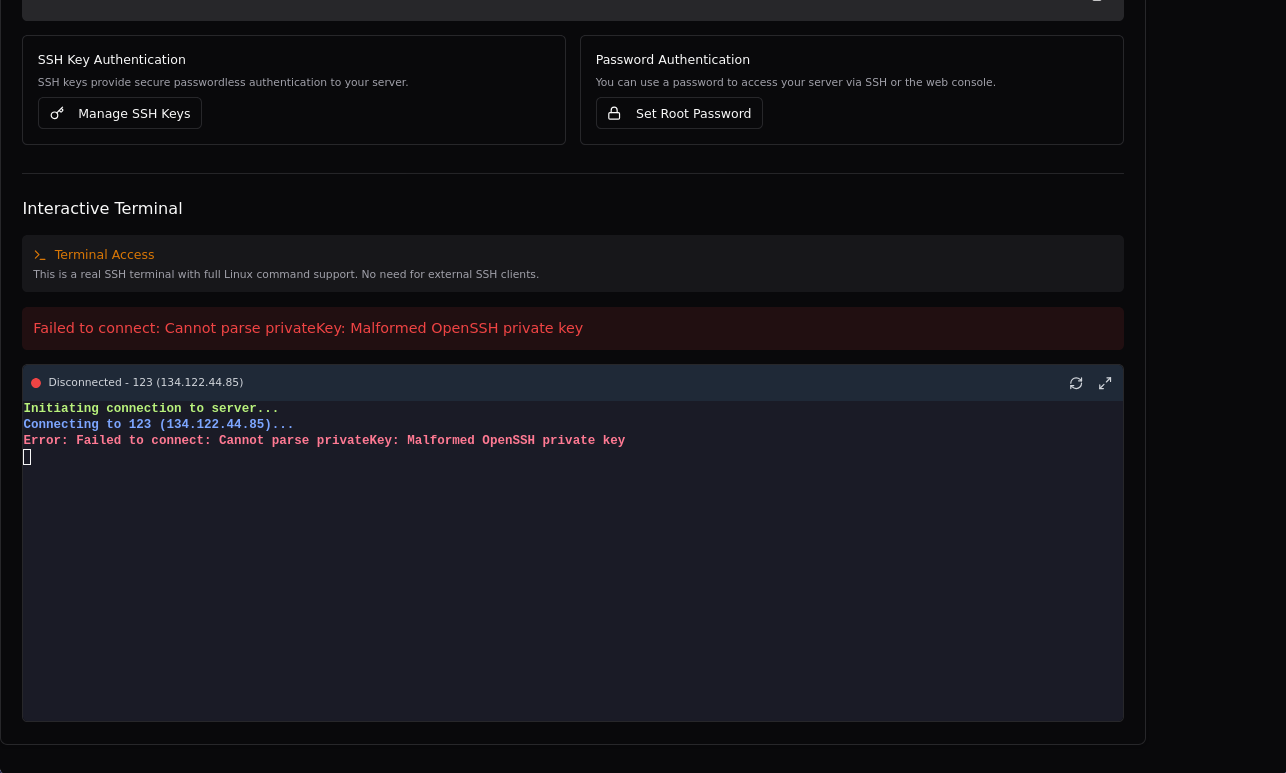 SSH Key Authentication
SSH keys provide secure passwordless authentication to your server.
Manage SSH Keys
Password Authentication
You can use a password to access your server via SSH or the web console.
Set Root Password
Interactive Terminal
Terminal Access
This is a real SSH terminal with full Linux command support. No need for external SSH clients.
Failed to connect: Cannot parse privateKey: Malformed OpenSSH private key
Disconnected - 123 (134.122.44.85)
Initiating connection to server...
Connecting to 123 (134.122.44.85)...
Error: Failed to connect: Cannot parse privateKey: Malformed OpenSSH private key